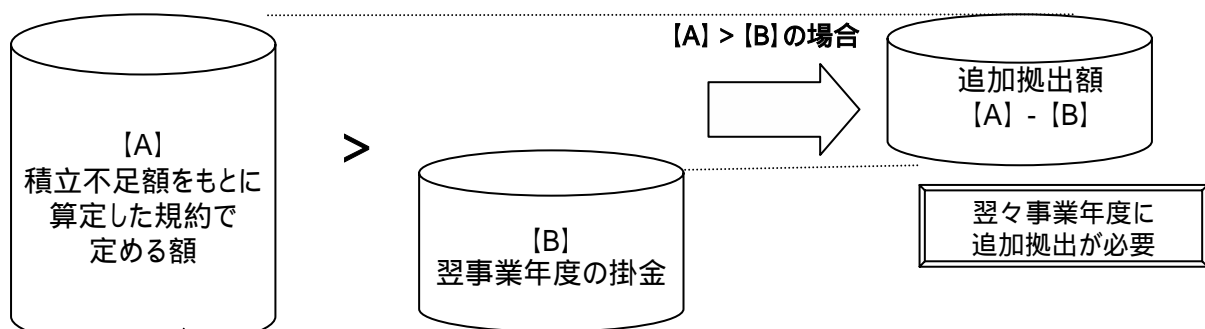 【A】
積立不足額をもとに
算定した規約で
定める額
>
【B】
翌事業年度の掛金
【A】 > 【B】の場合
追加拠出額
【A】 - 【B】
翌々事業年度に
追加拠出が必要